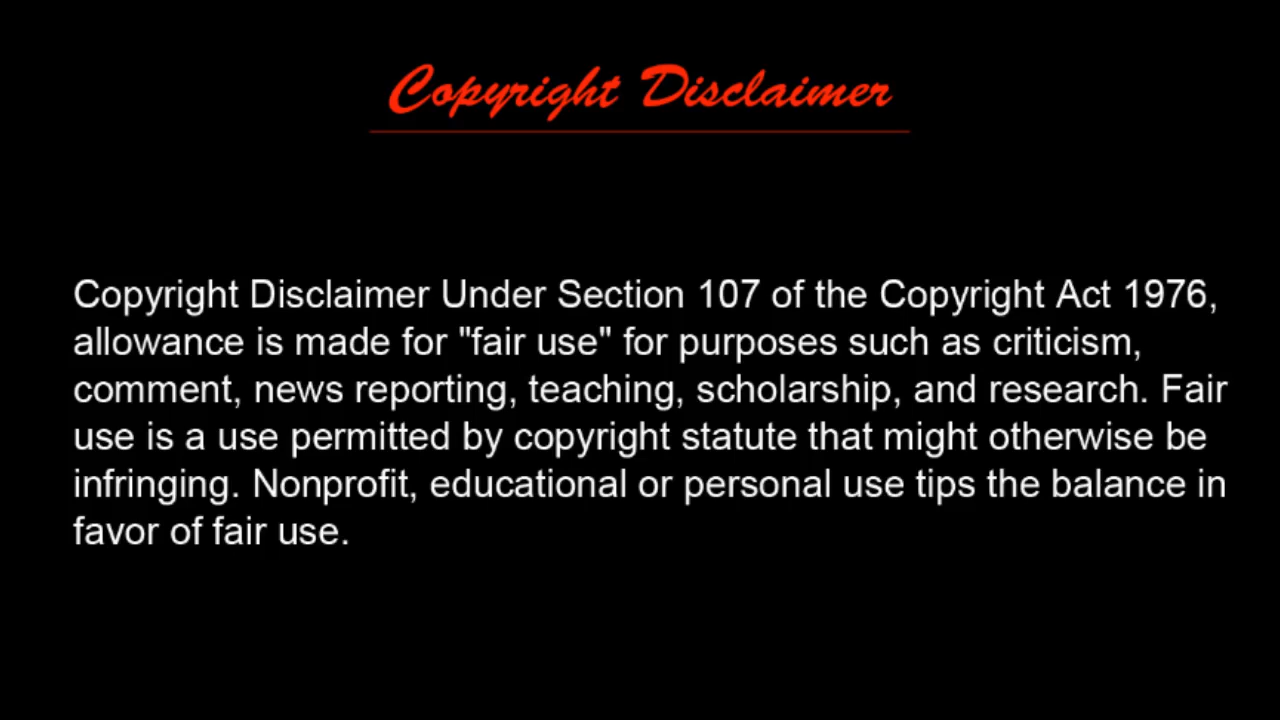 Copyright Disclaimer
Copyright Disclaimer Under Section 107 of the Copyright Act 1976,
allowance is made for "fair use" for purposes such as criticism,
comment, news reporting, teaching, scholarship, and research. Fair
use is a use permitted by copyright statute that might otherwise be
infringing. Nonprofit, educational or personal use tips the balance in
favor of fair use.